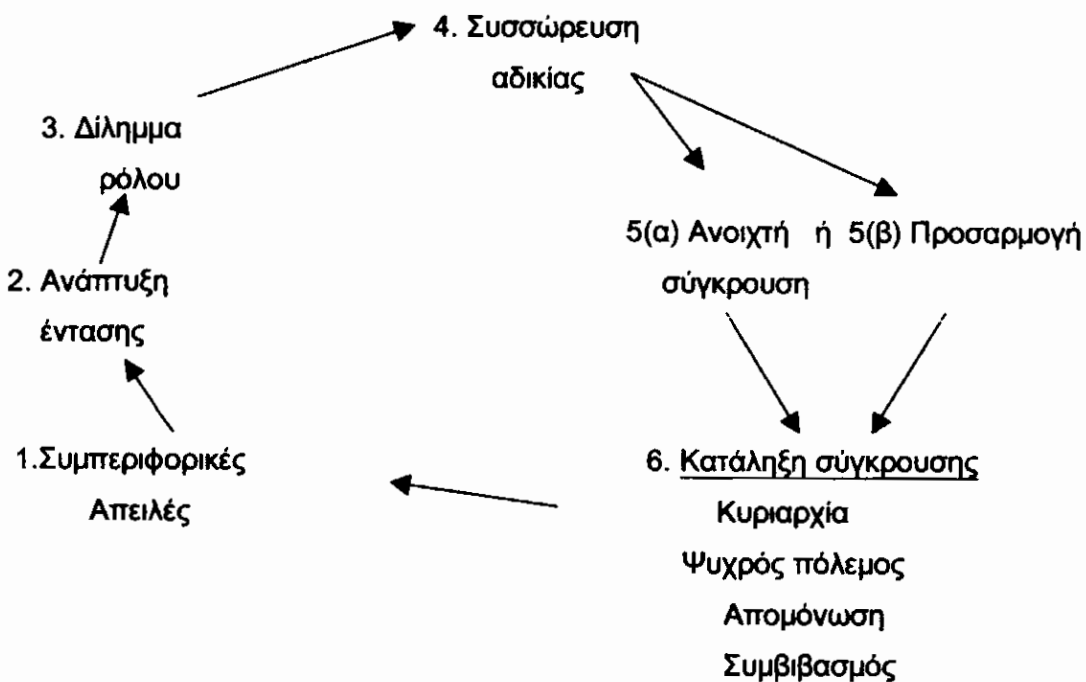 4. Συσσώρευση
αδικίας
3. Δίλημμα
ρόλου
5(α) Ανοιχτή ή 5(β) Προσαρμογή
σύγκρουση
2. Ανάπτυξη
έντασης
1.Συμπεριφορικές
Απειλές
6. Κατάληξη σύγκρουσης
Κυριαρχία
Ψυχρός πόλεμος
Απομόνωση
Συμβιβασμός